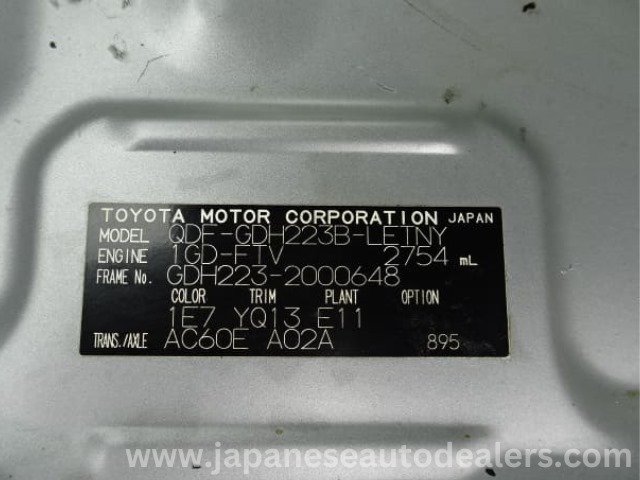 TOYOTA MOTOR CORPORATION JAPAN
MODEL QDF-GDH223B-LETNY
ENGINE 1GD-FTV 2754 mL
FRAME No. GDH223-2000648
COLOR TRIM PLANT OPTION
1E7 YQ13 E11
TRANS./AXLE AC60E A02A 895
www.japaneseautodealers.com